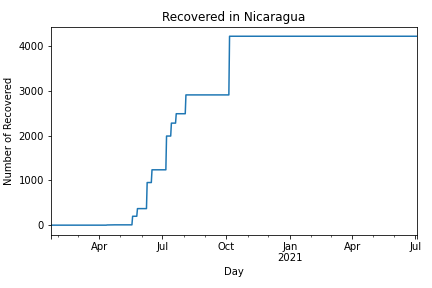 Recovered in Nicaragua
Number of Recovered
4000
3000
2000
1000
0
Apr
Jul
Oct
Jan
2021
Apr
Jul
Day